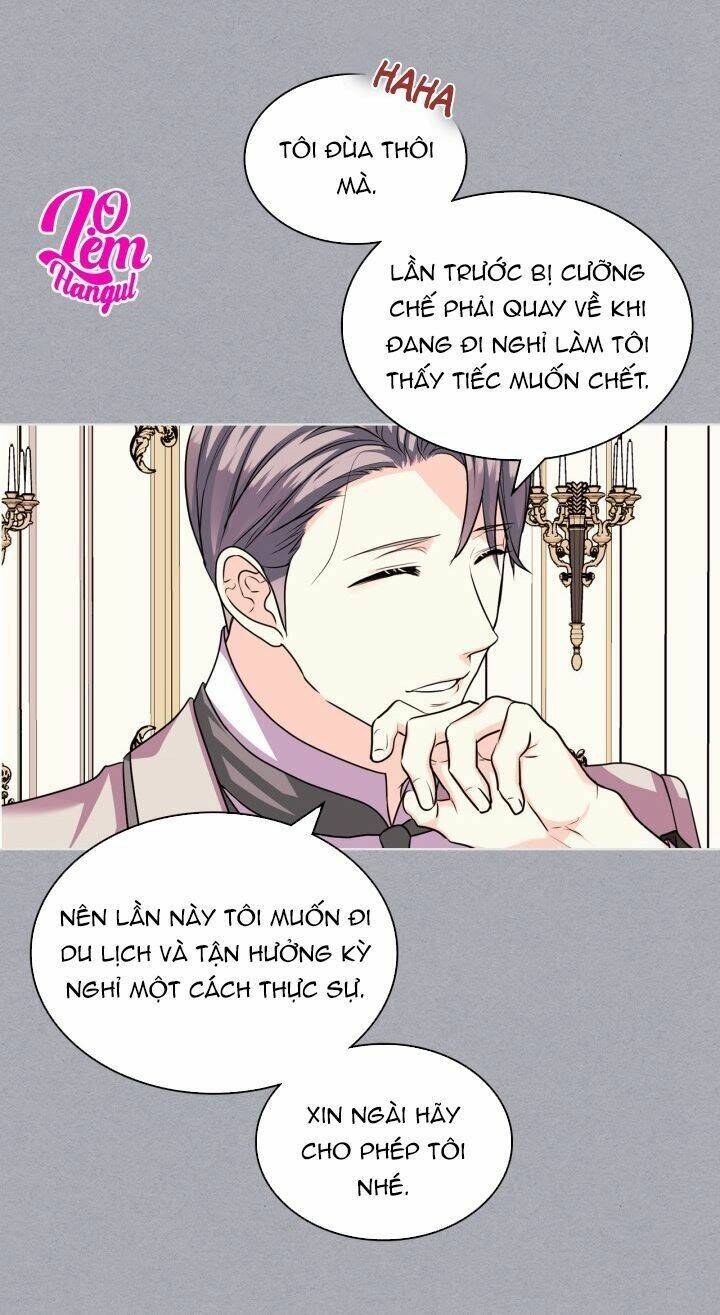 HAHA
TÔI ĐÙA THÔI
MÀ.
LO
LEM
Hangul
LẦN TRƯỚC BỊ CƯỠNG
CHẾ PHẢI QUAY VỀ KHI
ĐANG ĐI NGHỈ LÀM TÔI
THẤY TIẾC MUỐN CHẾT.
NÊN LẦN NÀY TÔI MUỐN ĐI
DU LỊCH VÀ TẬN HƯỞNG KỲ
NGHỈ MỘT CÁCH THỰC SỰ.
XIN NGÀI HÃY
CHO PHÉP TÔI
NHÉ.